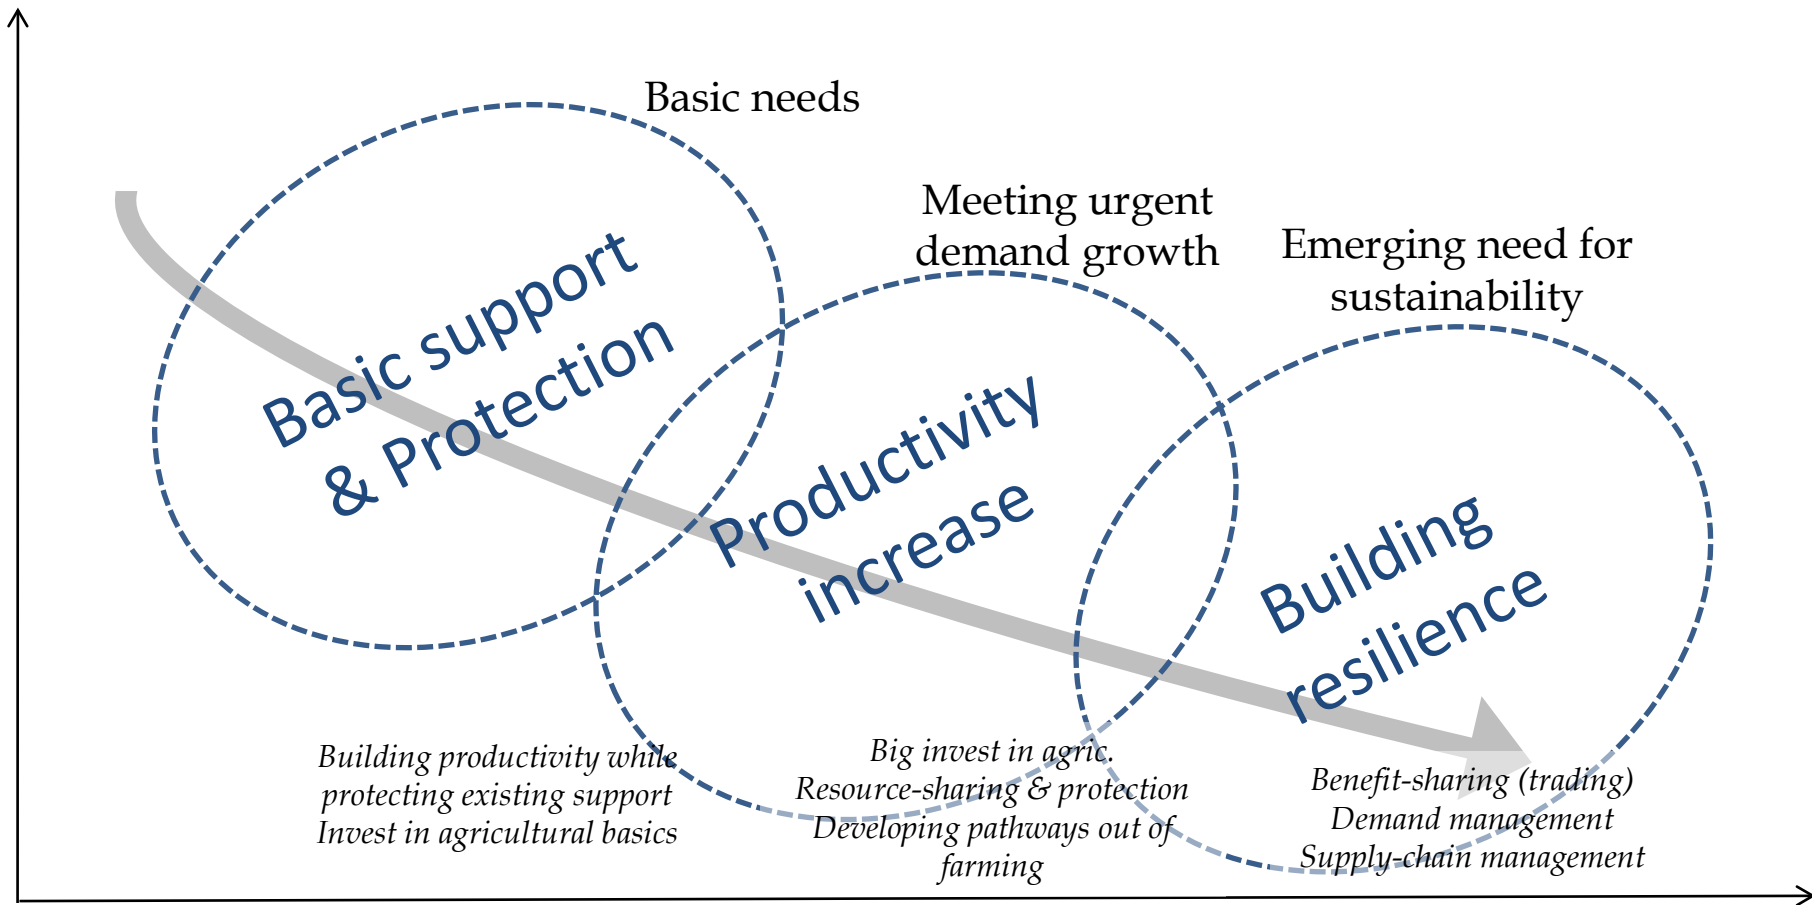 Basic needs
Basic support
& Protection
Building productivity while
protecting existing support
Invest in agricultural basics
Meeting urgent
demand growth
Productivity
increase
Big invest in agric.
Resource-sharing & protection
Developing pathways out of
farming
Emerging need for
sustainability
Building
resilience
Benefit-sharing (trading)
Demand management
Supply-chain management